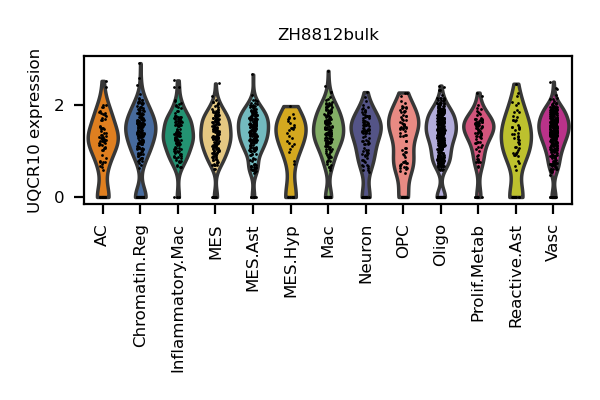 ZH8812bulk
UQCR10 expression
2
0
AC
Chromatin.Reg
Inflammatory.Mac
MES
MES.Ast
MES.Hyp
Mac
Neuron
OPC
Oligo
Prolif.Metab
Reactive.Ast
Vasc